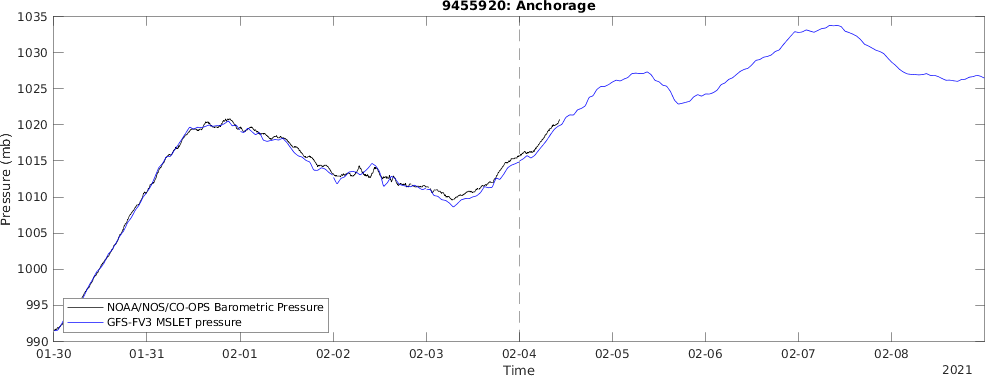 9455920: Anchorage
Pressure (mb)
1035
1030
1025
1020
1015
1010
1005
1000
995
990
NOAA/NOS/CO-OPS Barometric Pressure
GFS-FV3 MSLET pressure
01-30 01-31 02-01 02-02 02-03 02-04 02-05 02-06 02-07 02-08
Time
2021